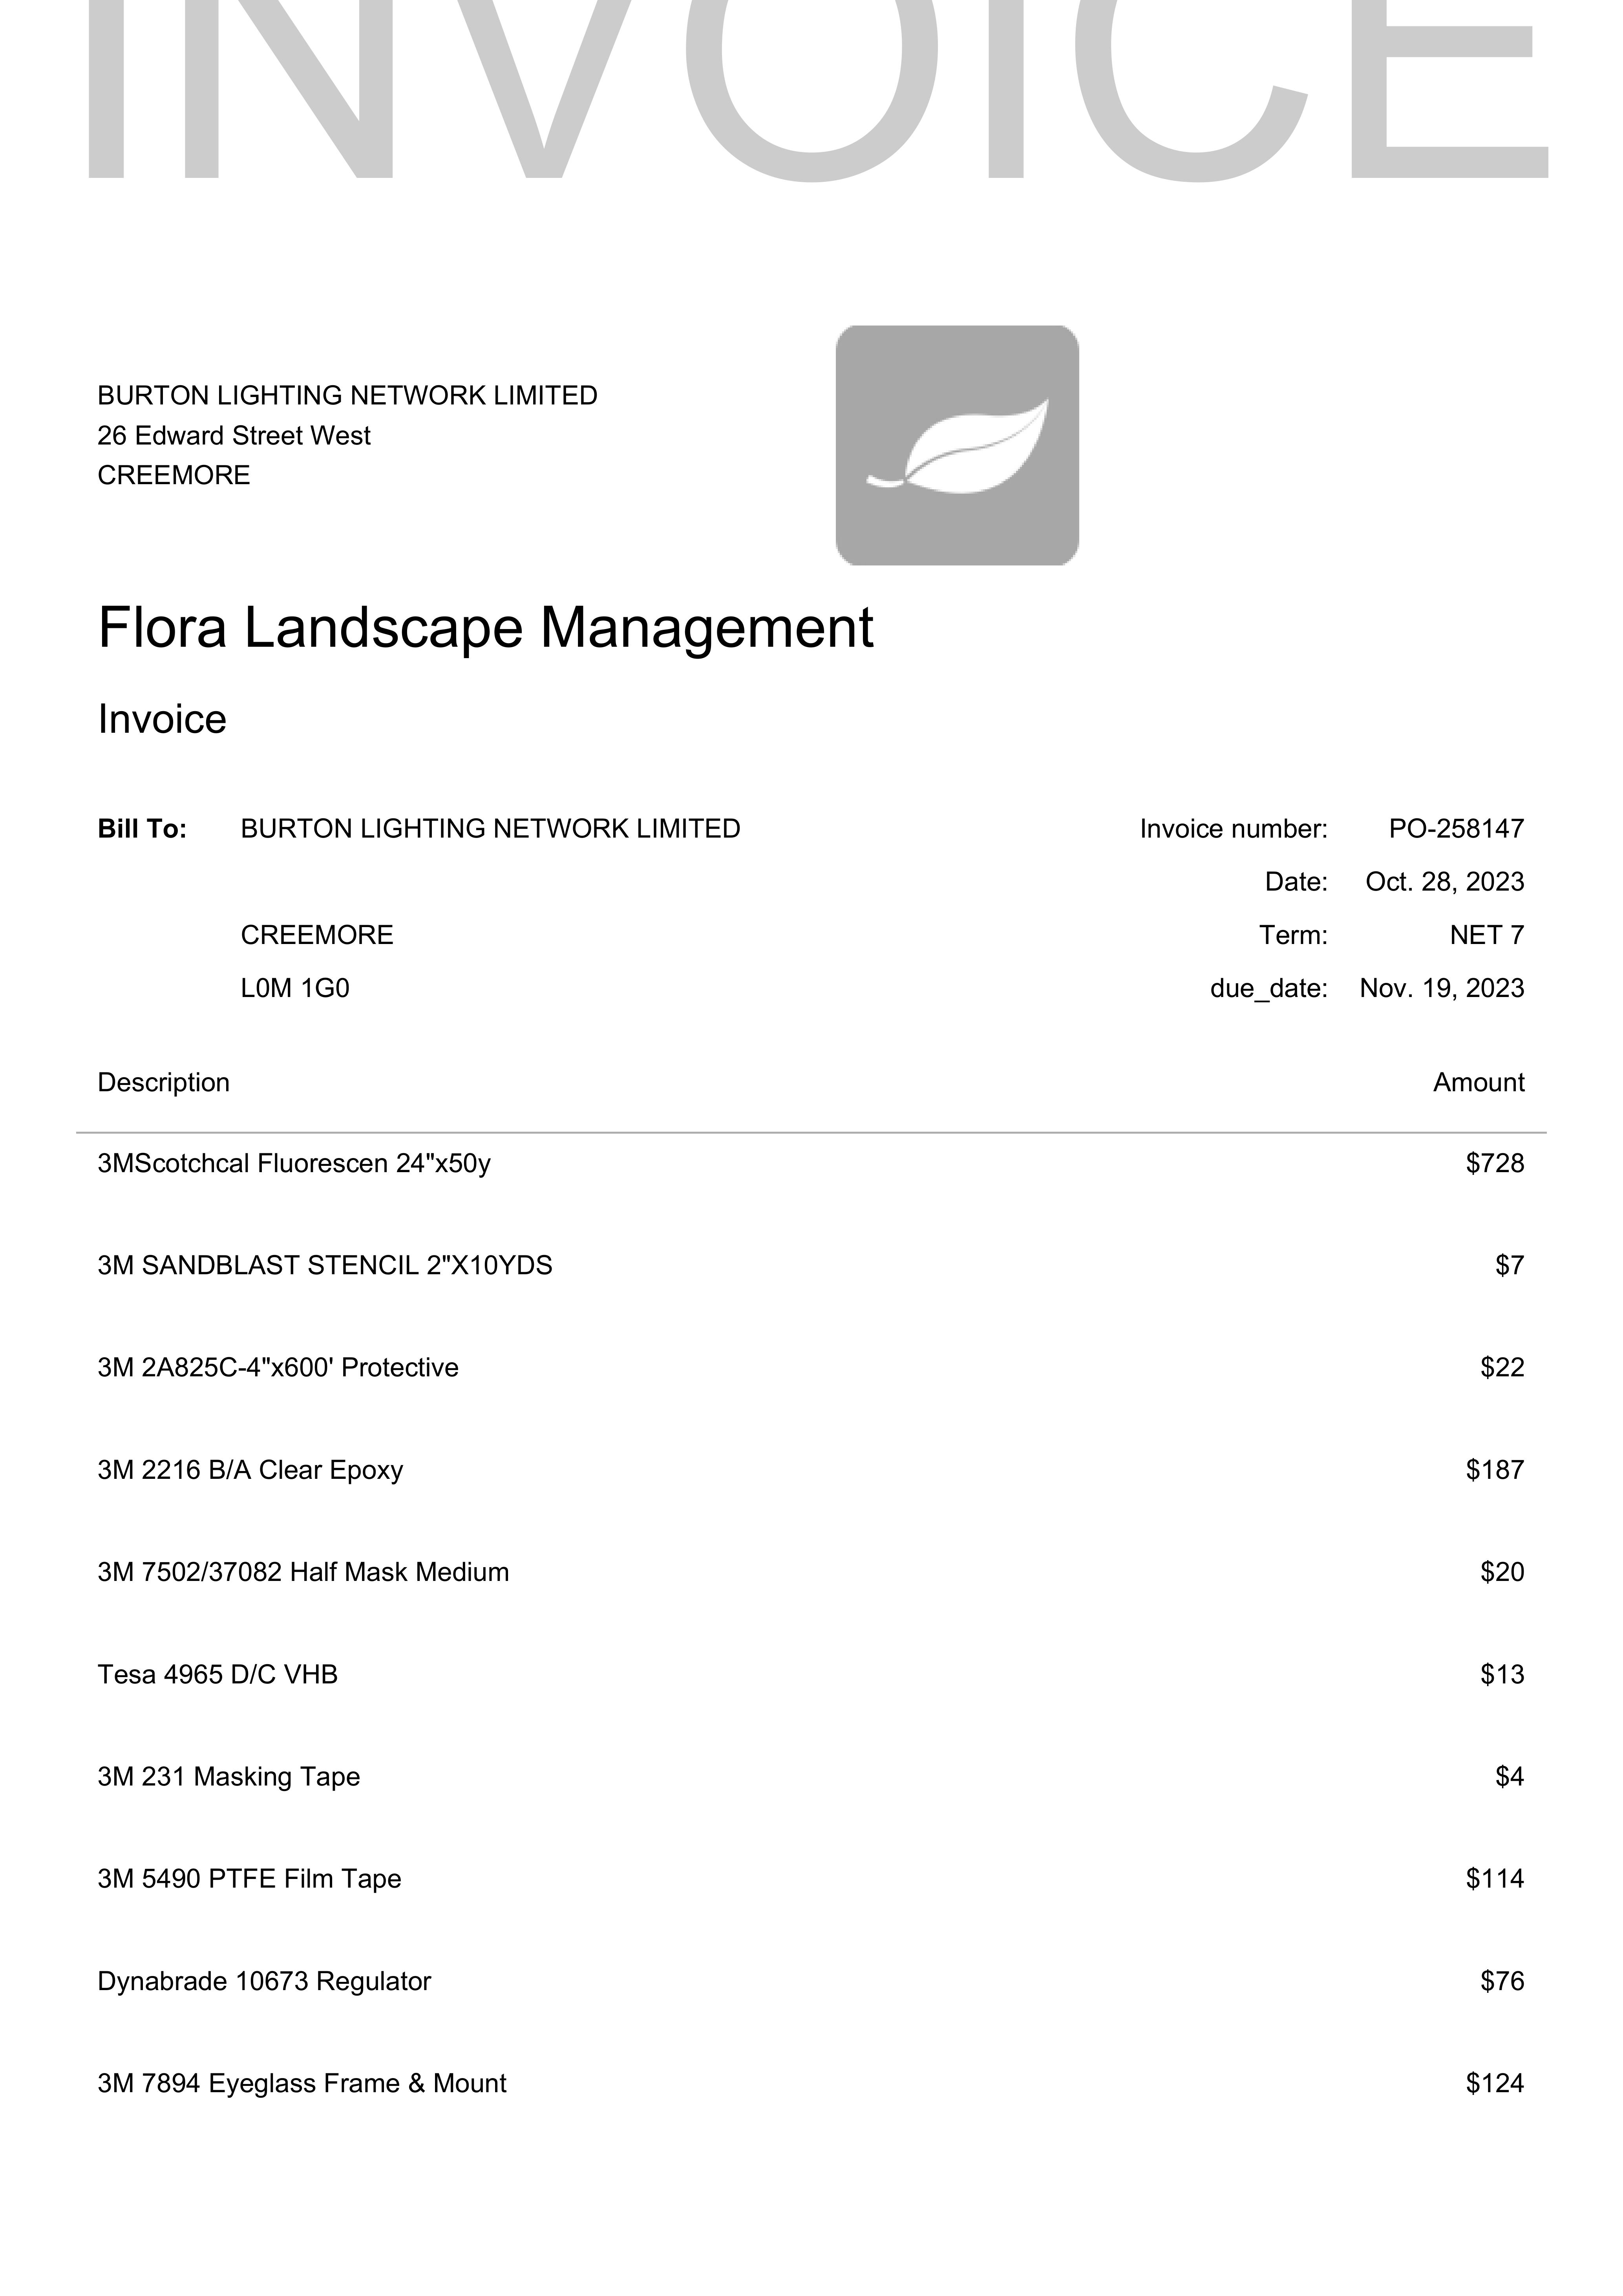 INVOICE
BURTON LIGHTING NETWORK LIMITED
26 Edward Street West
CREEMORE
Flora Landscape Management
Invoice
Bill To: BURTON LIGHTING NETWORK LIMITED Invoice number: PO-258147
Date: Oct. 28, 2023
CREEMORE Term: NET 7
L0M 1G0 due_date: Nov. 19, 2023
Description Amount
3MScotchcal Fluorescen 24"x50y $728
3M SANDBLAST STENCIL 2"X10YDS $7
3M 2A825C-4"x600' Protective $22
3M 2216 B/A Clear Epoxy $187
3M 7502/37082 Half Mask Medium $20
Tesa 4965 D/C VHB $13
3M 231 Masking Tape $4
3M 5490 PTFE Film Tape $114
Dynabrade 10673 Regulator $76
3M 7894 Eyeglass Frame & Mount $124